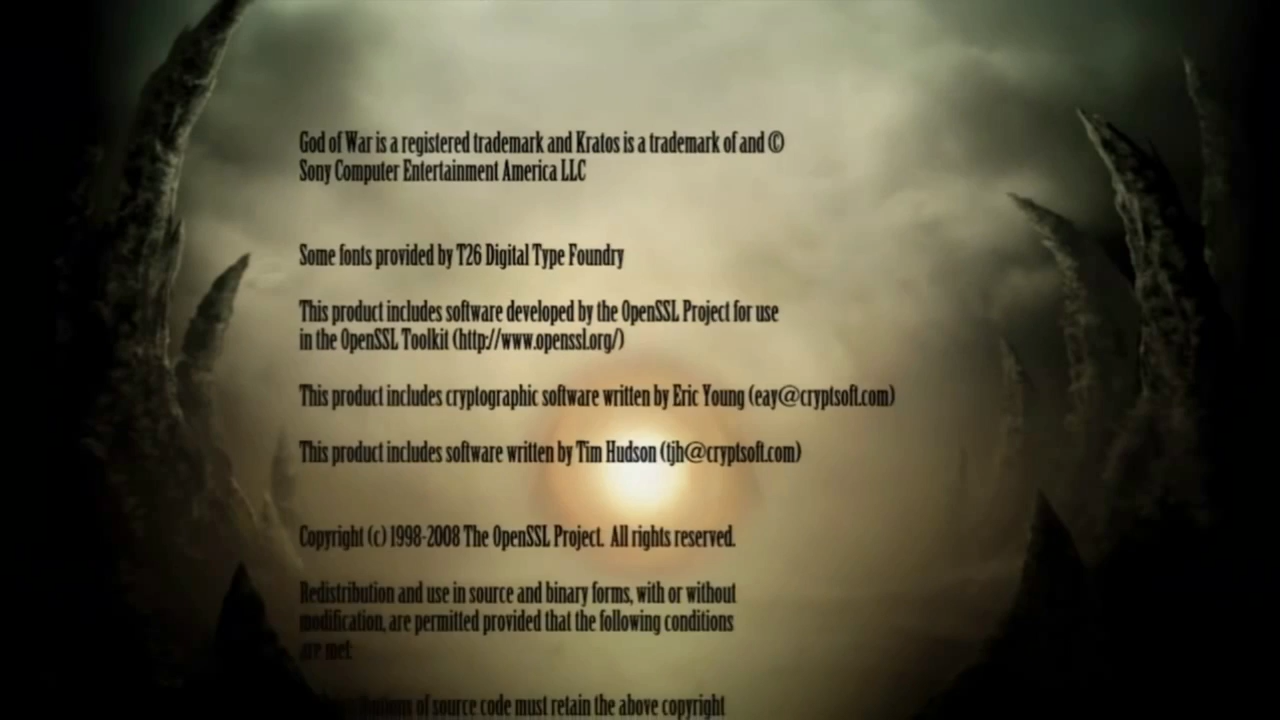 God of War is a registered trademark and Kratos is a trademark of and ©
Sony Computer Entertainment America LLC
Some fonts provided by T26 Digital Type Foundry
This product includes software developed by the OpenSSL Project for use
in the OpenSSL Toolkit (http://www.openssl.org/)
This product includes cryptographic software written by Eric Young (eay@cryptsoft.com)
This product includes software written by Tim Hudson (tjh@cryptsoft.com)
Copyright (c) 1998-2008 The OpenSSL Project. All rights reserved.
Redistribution and use in source and binary forms, with or without
modification, are permitted provided that the following conditions
are met:
of source code must retain the above copyright